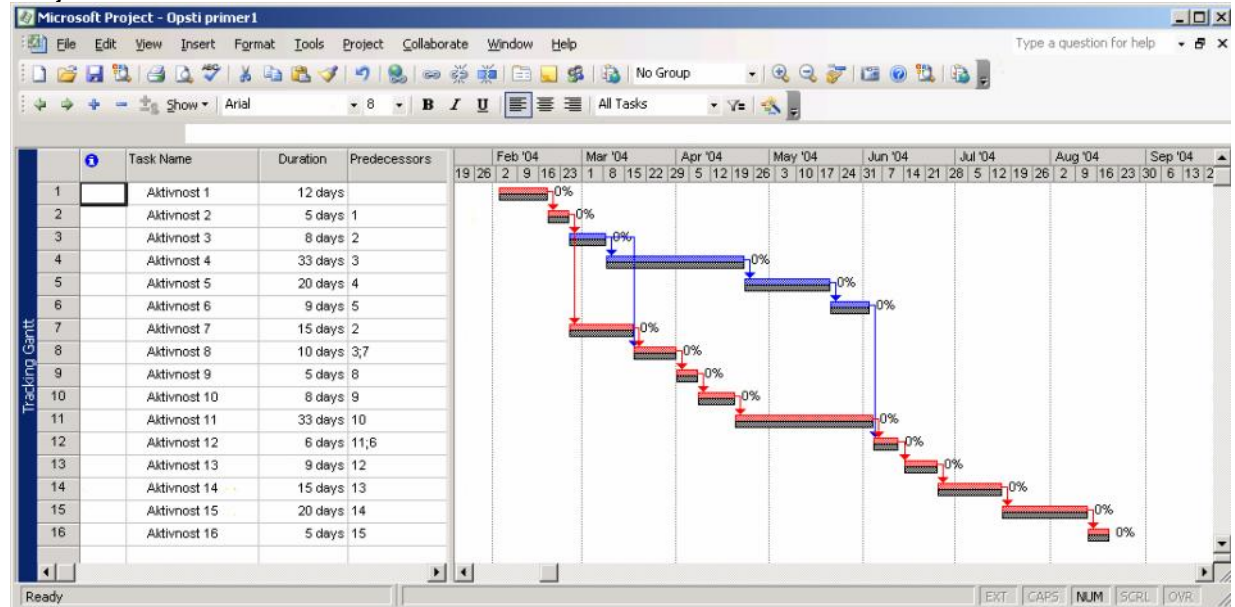 Microsoft Project - Opsti primer1
File Edit View Insert Format Tools Project Collaborate Window Help Type a question for help
No Group
Show Arial 8 B I U All Tasks
Task Name Duration Predecessors Feb '04 Mar '04 Apr '04 May '04 Jun '04 Jul '04 Aug '04 Sep '04
19 26 2 9 16 23 1 8 15 22 29 5 12 19 26 3 10 17 24 31 7 14 21 28 5 12 19 26 2 9 16 23 30 6 13 2
1 Aktivnost 1 12 days 0%
2 Aktivnost 2 5 days 1 0%
3 Aktivnost 3 8 days 2 0%
4 Aktivnost 4 33 days 3 0%
5 Aktivnost 5 20 days 4 0%
6 Aktivnost 6 9 days 5 0%
7 Aktivnost 7 15 days 2 0%
8 Aktivnost 8 10 days 3;7 0%
9 Aktivnost 9 5 days 8 0%
10 Aktivnost 10 8 days 9 0%
11 Aktivnost 11 33 days 10 0%
12 Aktivnost 12 6 days 11;6 0%
13 Aktivnost 13 9 days 12 0%
14 Aktivnost 14 15 days 13 0%
15 Aktivnost 15 20 days 14 0%
16 Aktivnost 16 5 days 15 0%
Tracking Gantt
Ready EXT CAPS NUM SCRL OVR